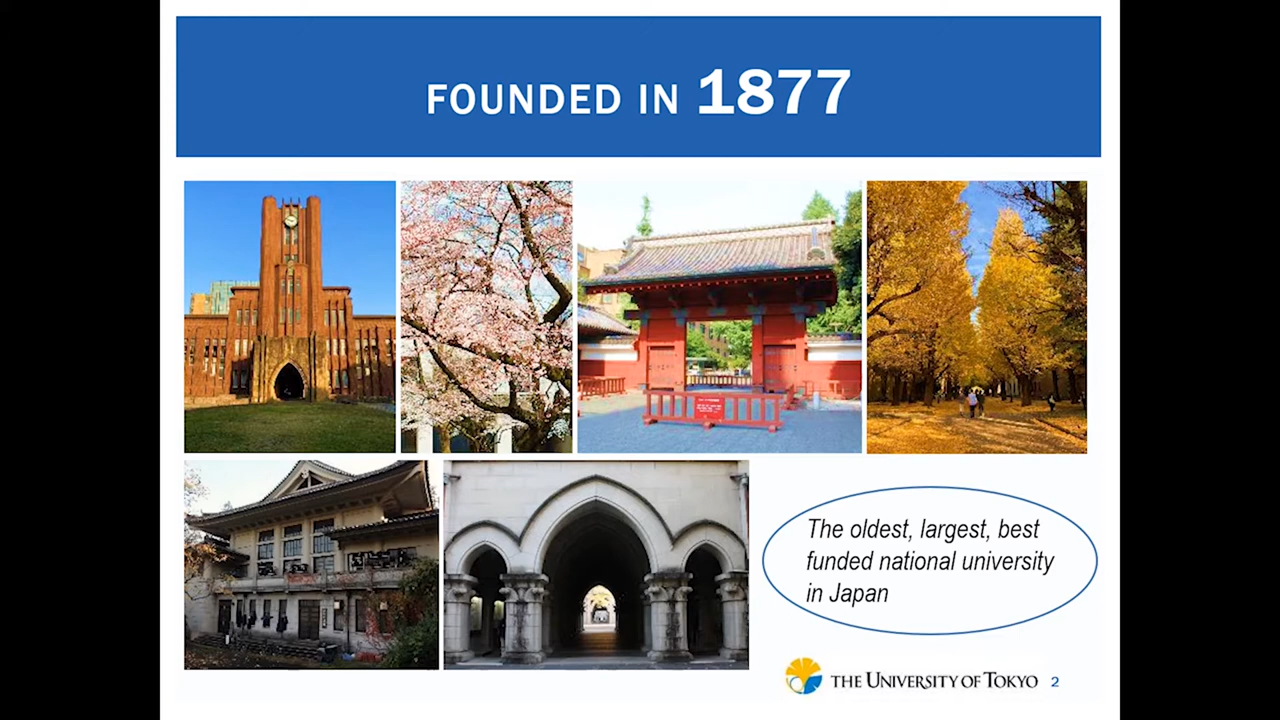 FOUNDED IN 1877
The oldest, largest, best
funded national university
in Japan
THE UNIVERSITY OF TOKYO 2